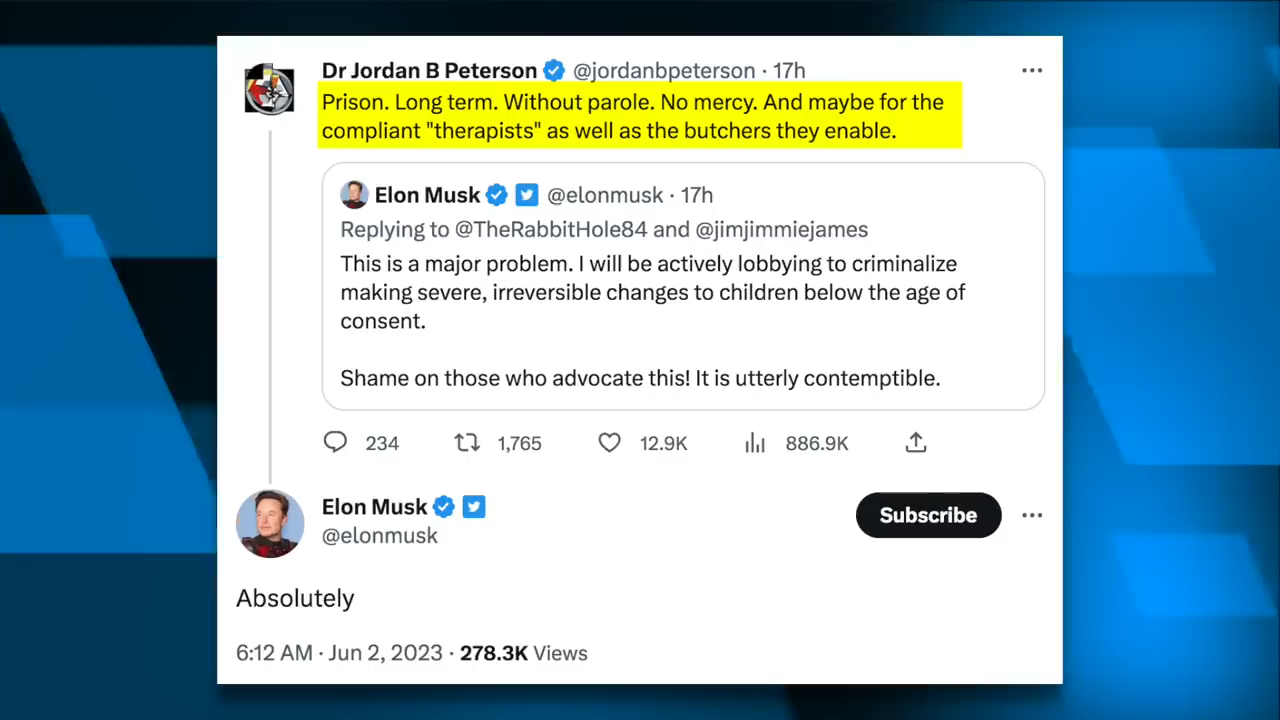 Dr Jordan B Peterson @jordanbpeterson · 17h
Prison. Long term. Without parole. No mercy. And maybe for the
compliant "therapists" as well as the butchers they enable.
Elon Musk @elonmusk · 17h
Replying to @TheRabbitHole84 and @jimjimmiejames
This is a major problem. I will be actively lobbying to criminalize
making severe, irreversible changes to children below the age of
consent.
Shame on those who advocate this! It is utterly contemptible.
234 1,765 12.9K 886.9K
Elon Musk
@elonmusk
Subscribe
Absolutely
6:12 AM · Jun 2, 2023 · 278.3K Views